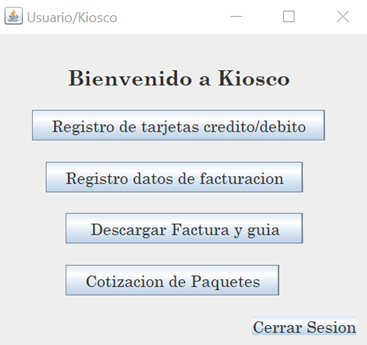 Usuario/Kiosco
Bienvenido a Kiosco
Registro de tarjetas credito/debito
Registro datos de facturacion
Descargar Factura y guia
Cotizacion de Paquetes
Cerrar Sesion